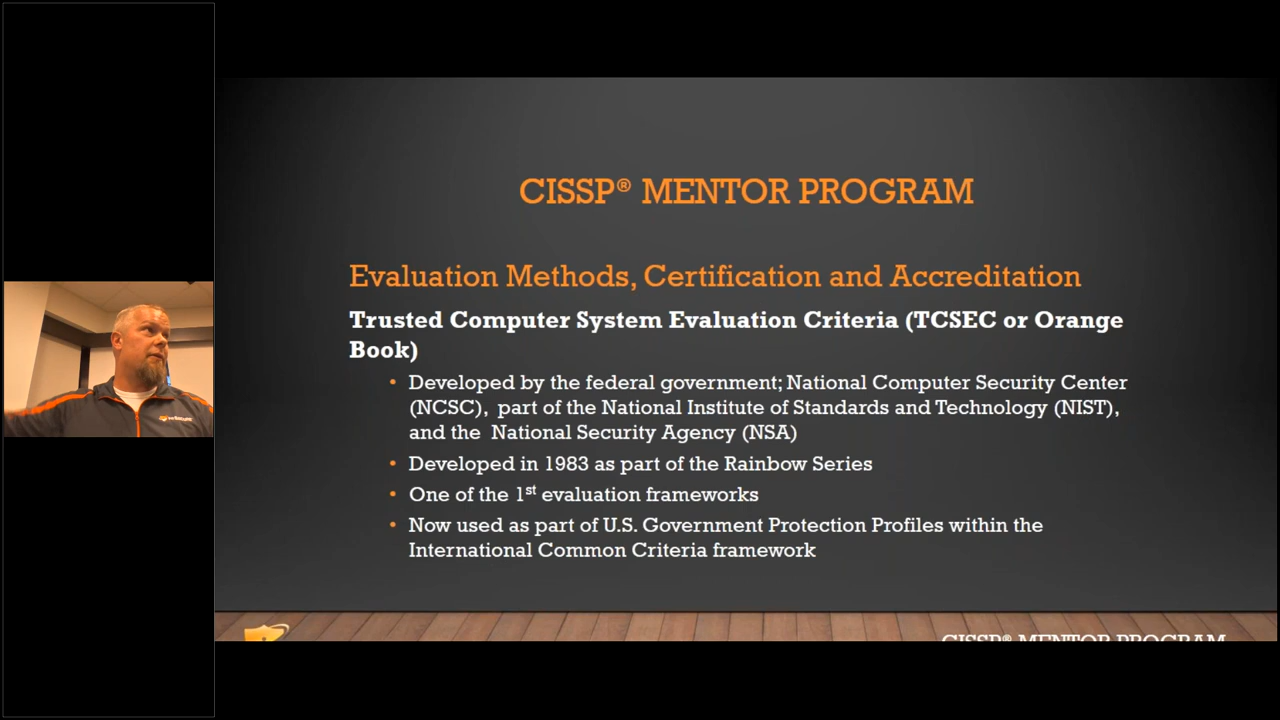 CISSP® MENTOR PROGRAM
Evaluation Methods, Certification and Accreditation
Trusted Computer System Evaluation Criteria (TCSEC or Orange
Book)
• Developed by the federal government; National Computer Security Center
(NCSC), part of the National Institute of Standards and Technology (NIST),
and the National Security Agency (NSA)
• Developed in 1983 as part of the Rainbow Series
• One of the 1st evaluation frameworks
• Now used as part of U.S. Government Protection Profiles within the
International Common Criteria framework
CISSP® MENTOR PROGRAM